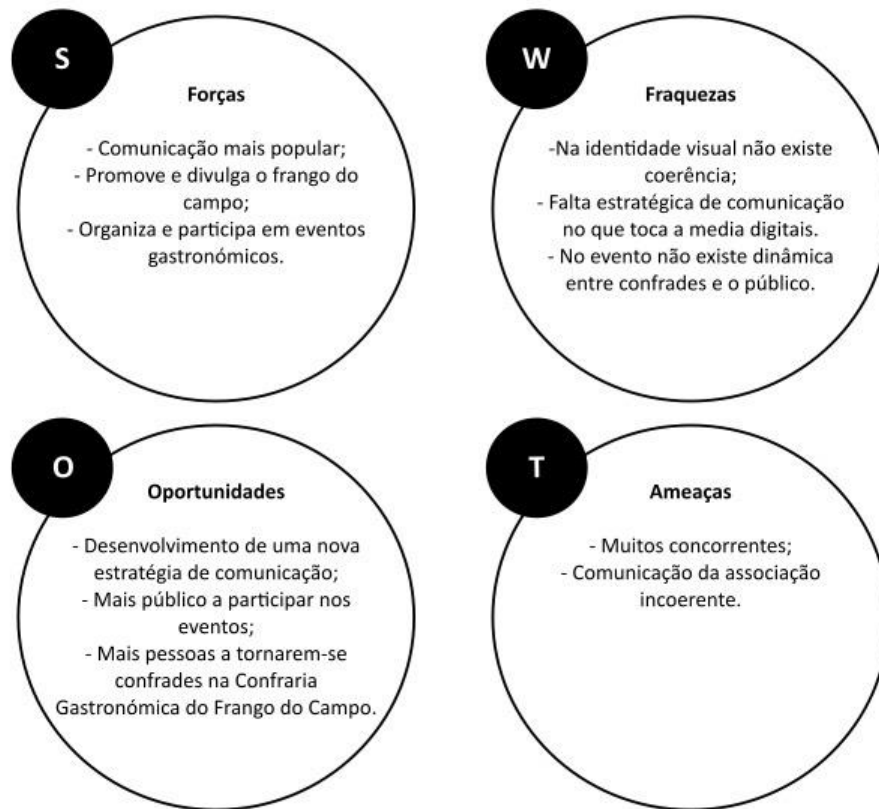 S
Forças
- Comunicação mais popular;
- Promove e divulga o frango do
campo;
- Organiza e participa em eventos
gastronómicos.
W
Fraquezas
-Na identidade visual não existe
coerência;
- Falta estratégica de comunicação
no que toca a media digitais.
- No evento não existe dinâmica
entre confrades e o público.
O
Oportunidades
- Desenvolvimento de uma nova
estratégia de comunicação;
- Mais público a participar nos
eventos;
- Mais pessoas a tornarem-se
confrades na Confraria
Gastronómica do Frango do Campo.
T
Ameaças
- Muitos concorrentes;
- Comunicação da associação
incoerente.